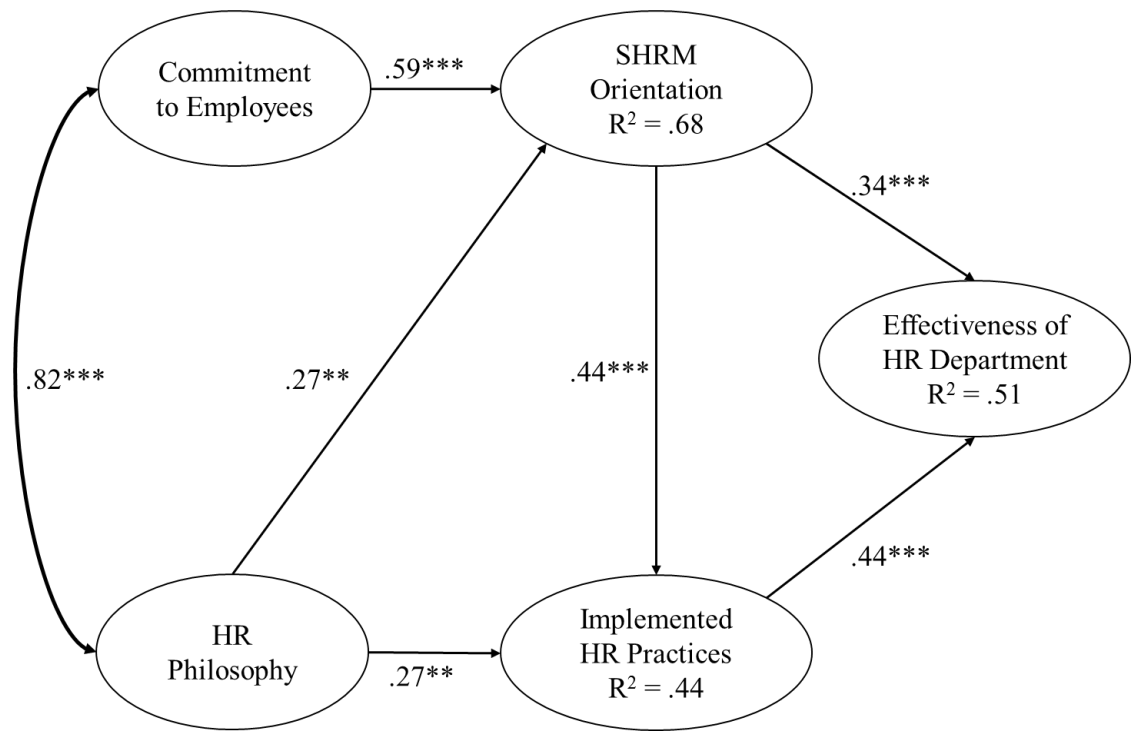 Commitment
to Employees
.59***
SHRM
Orientation
R² = .68
.34***
.82***
.27**
.44***
Effectiveness of
HR Department
R² = .51
.44***
HR
Philosophy
.27**
Implemented
HR Practices
R² = .44